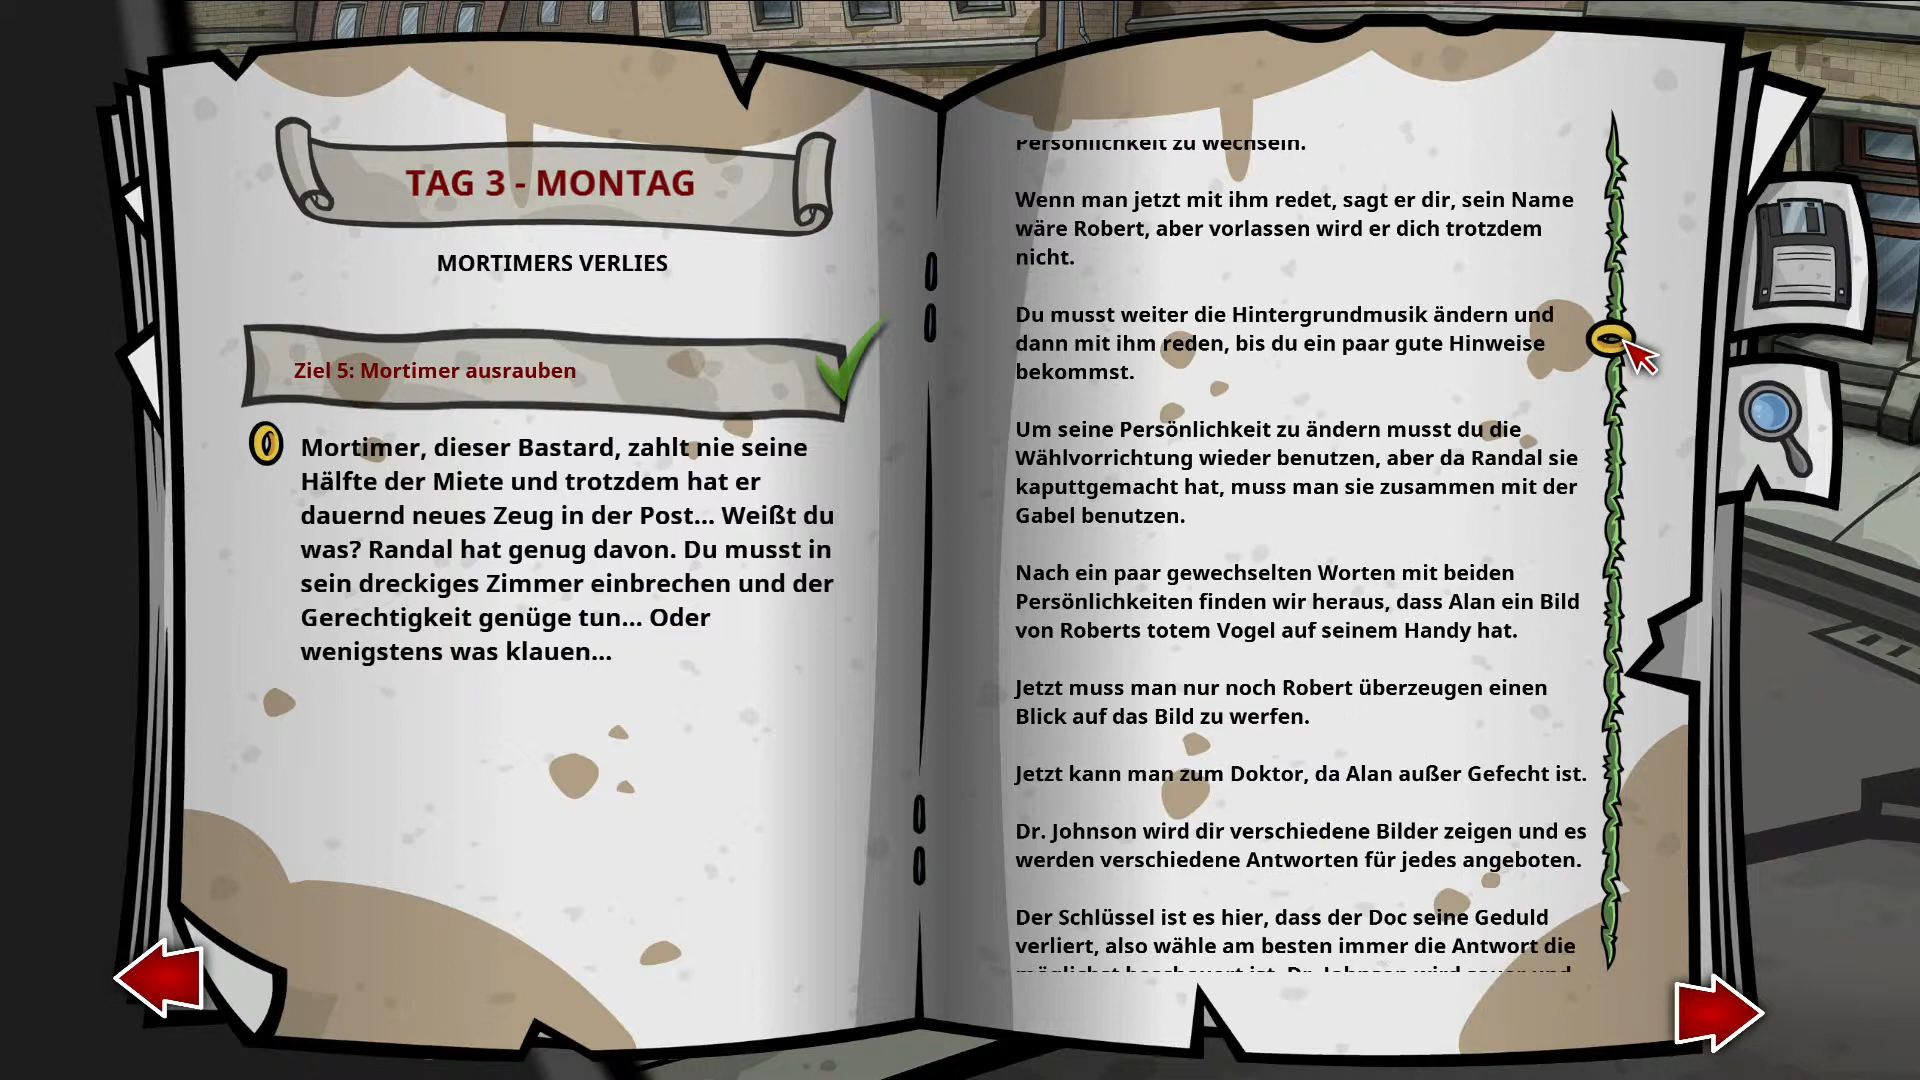 TAG 3 - MONTAG
MORTIMERS VERLIES
Ziel 5: Mortimer ausrauben
Mortimer, dieser Bastard, zahlt nie seine
Hälfte der Miete und trotzdem hat er
dauernd neues Zeug in der Post... Weißt du
was? Randal hat genug davon. Du musst in
sein dreckiges Zimmer einbrechen und der
Gerechtigkeit genüge tun... Oder
wenigstens was klauen...
Persönlichkeit zu wechseln.
Wenn man jetzt mit ihm redet, sagt er dir, sein Name
wäre Robert, aber vorlassen wird er dich trotzdem
nicht.
Du musst weiter die Hintergrundmusik ändern und
dann mit ihm reden, bis du ein paar gute Hinweise
bekommst.
Um seine Persönlichkeit zu ändern musst du die
Wählvorrichtung wieder benutzen, aber da Randal sie
kaputtgemacht hat, muss man sie zusammen mit der
Gabel benutzen.
Nach ein paar gewechselten Worten mit beiden
Persönlichkeiten finden wir heraus, dass Alan ein Bild
von Roberts totem Vogel auf seinem Handy hat.
Jetzt muss man nur noch Robert überzeugen einen
Blick auf das Bild zu werfen.
Jetzt kann man zum Doktor, da Alan außer Gefecht ist.
Dr. Johnson wird dir verschiedene Bilder zeigen und es
werden verschiedene Antworten für jedes angeboten.
Der Schlüssel ist es hier, dass der Doc seine Geduld
verliert, also wähle am besten immer die Antwort die